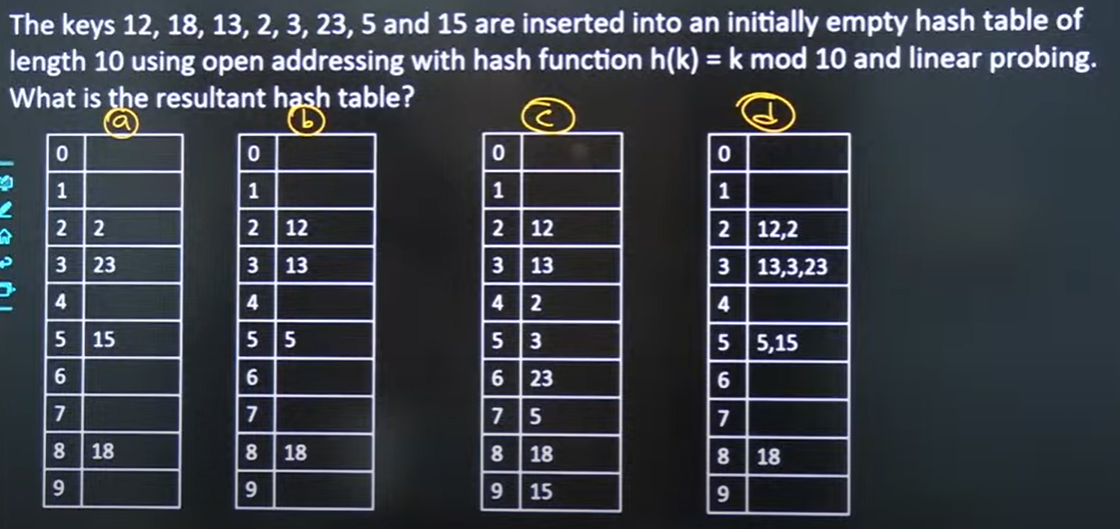 The keys 12, 18, 13, 2, 3, 23, 5 and 15 are inserted into an initially empty hash table of
length 10 using open addressing with hash function h(k) = k mod 10 and linear probing.
What is the resultant hash table?
a b c d
0 0 0 0
1 1 1 1
2 2 2 12 2 12 2 12,2
3 23 3 13 3 13 3 13,3,23
4 4 4 2 4
5 15 5 5 5 3 5 5,15
6 6 6 23 6
7 7 7 5 7
8 18 8 18 8 18 8 18
9 9 9 15 9